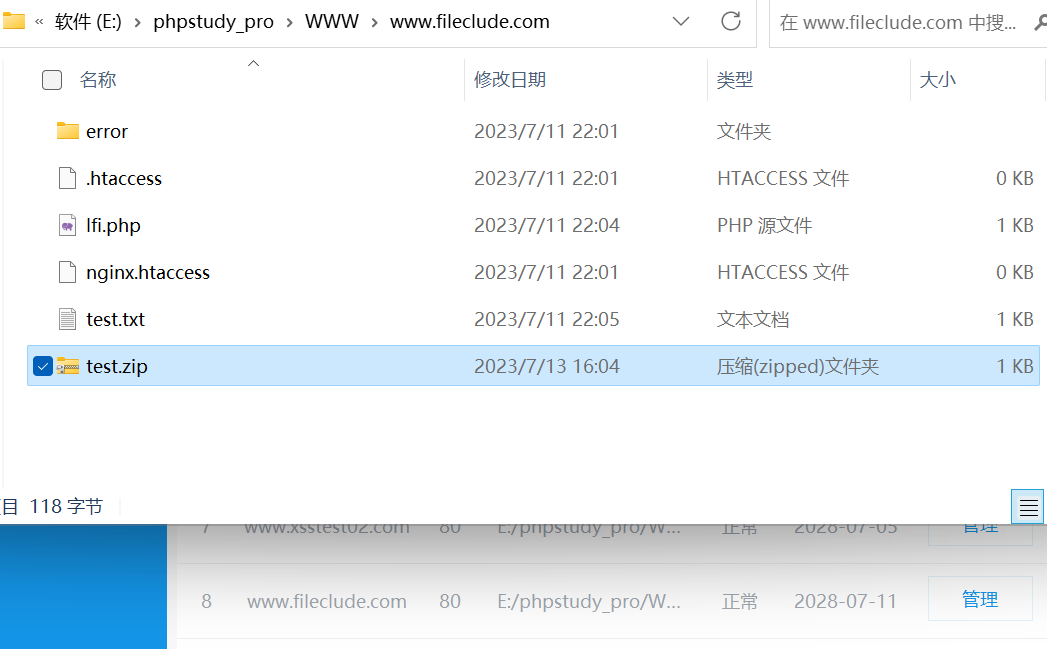 « 软件 (E:) › phpstudy_pro › WWW › www.fileclude.com 在 www.fileclude.com 中搜...
名称 修改日期 类型 大小
error 2023/7/11 22:01 文件夹
.htaccess 2023/7/11 22:01 HTACCESS 文件 0 KB
lfi.php 2023/7/11 22:04 PHP 源文件 1 KB
nginx.htaccess 2023/7/11 22:01 HTACCESS 文件 0 KB
test.txt 2023/7/11 22:05 文本文档 1 KB
test.zip 2023/7/13 16:04 压缩(zipped)文件夹 1 KB
目 118 字节
7 www.xsstest02.com 80 E:/phpstudy_pro/W... 正常 2028-07-05 管理
8 www.fileclude.com 80 E:/phpstudy_pro/W... 正常 2028-07-11 管理